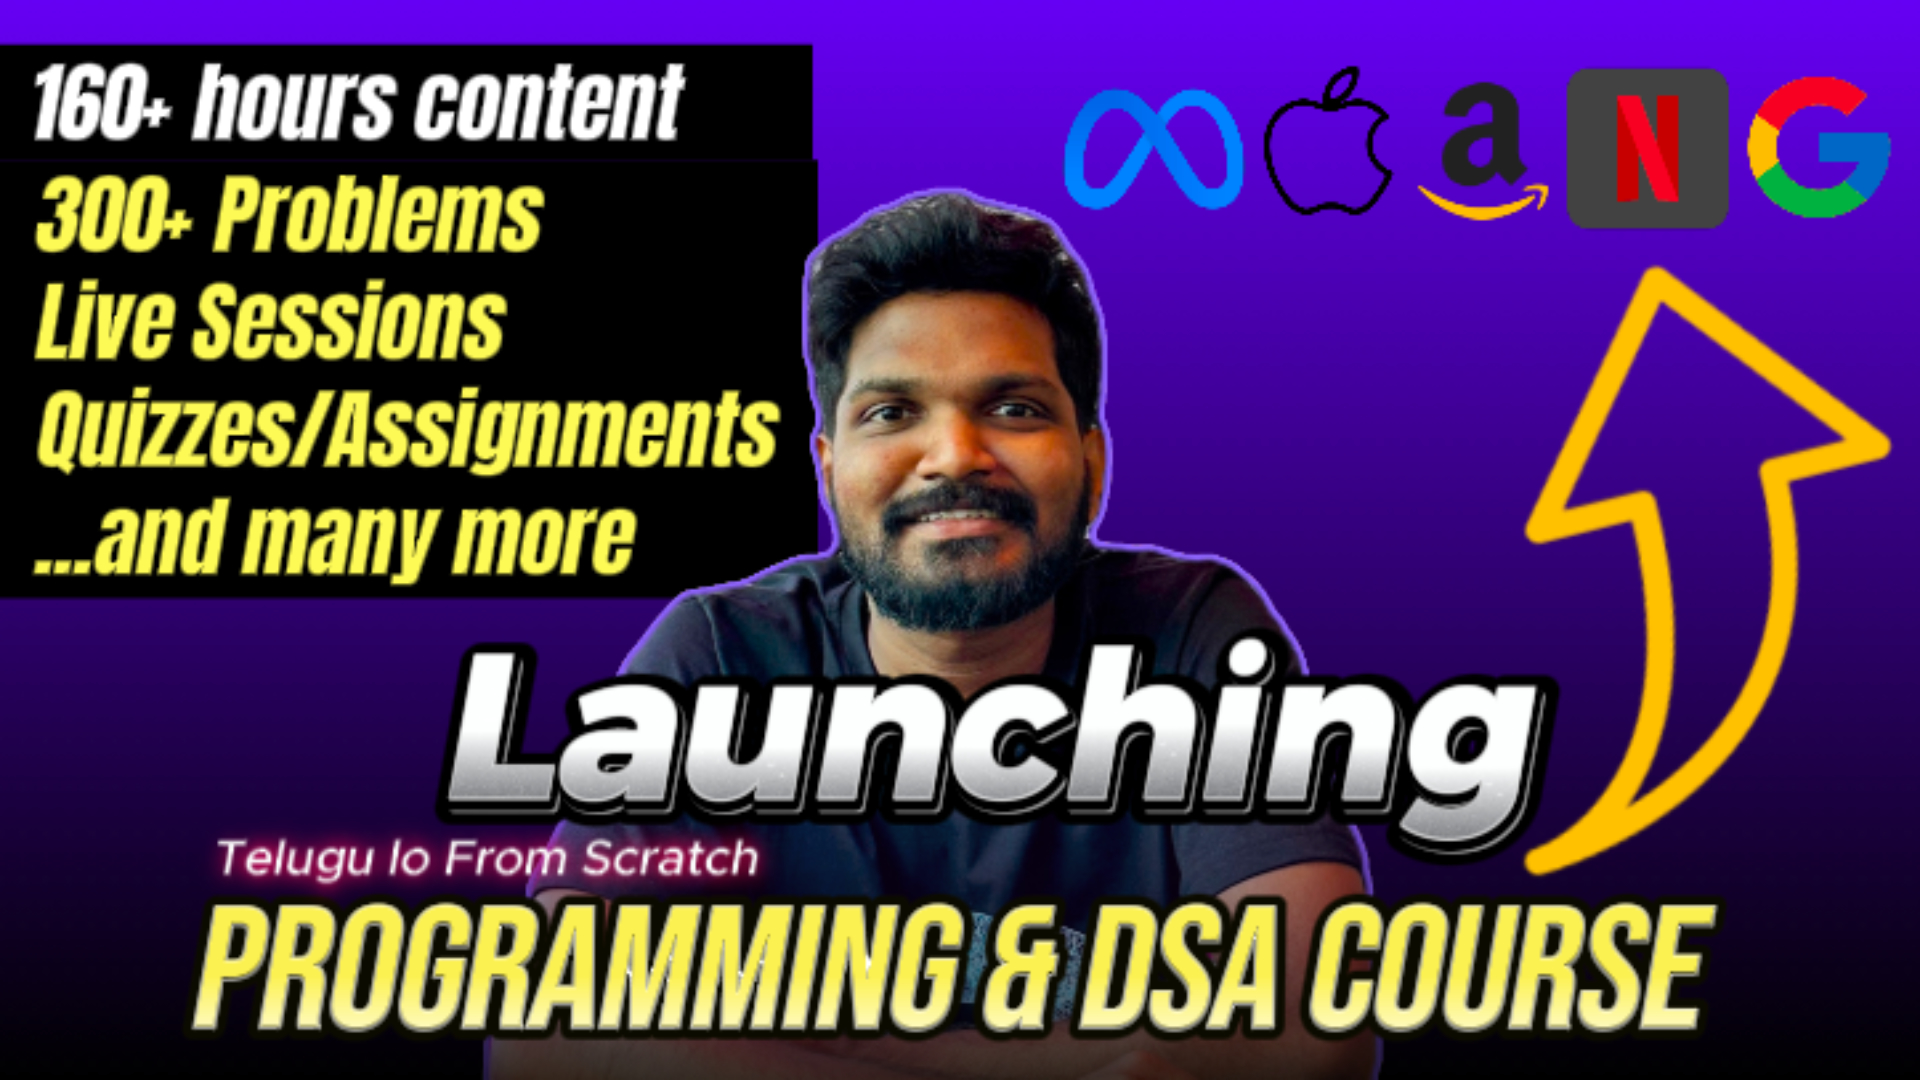 160+ hours content
300+ Problems
Live Sessions
Quizzes/Assignments
...and many more
Launching
Telugu lo From Scratch
PROGRAMMING & DSA COURSE